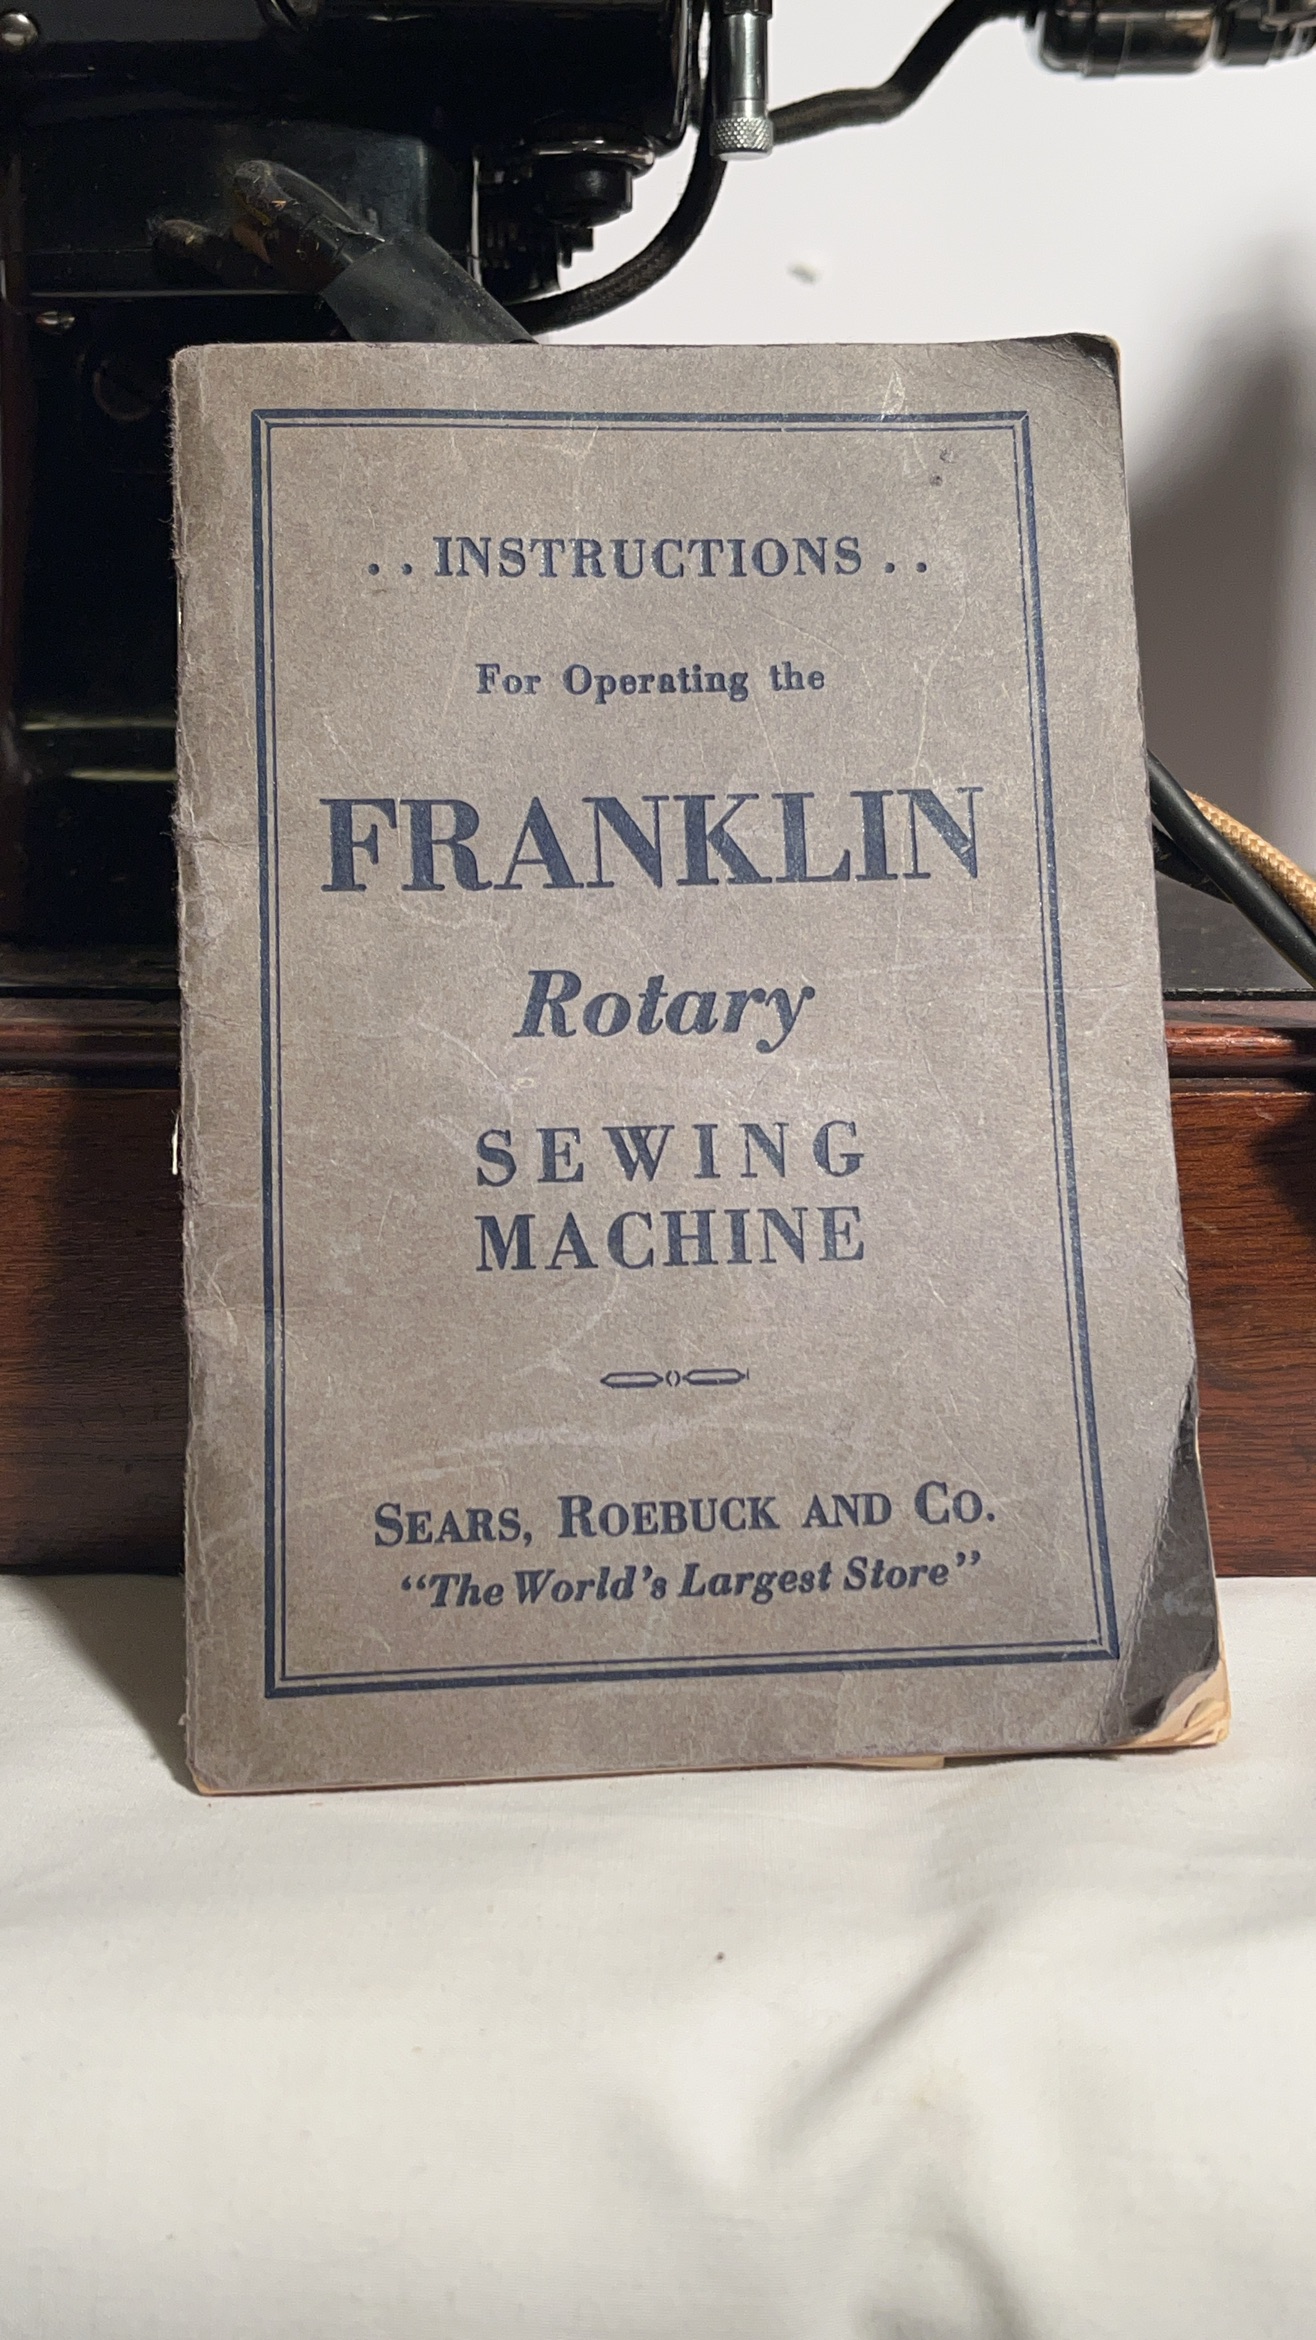 . . INSTRUCTIONS . .
For Operating the
FRANKLIN
Rotary
SEWING
MACHINE
SEARS, ROEBUCK AND CO.
“The World’s Largest Store”